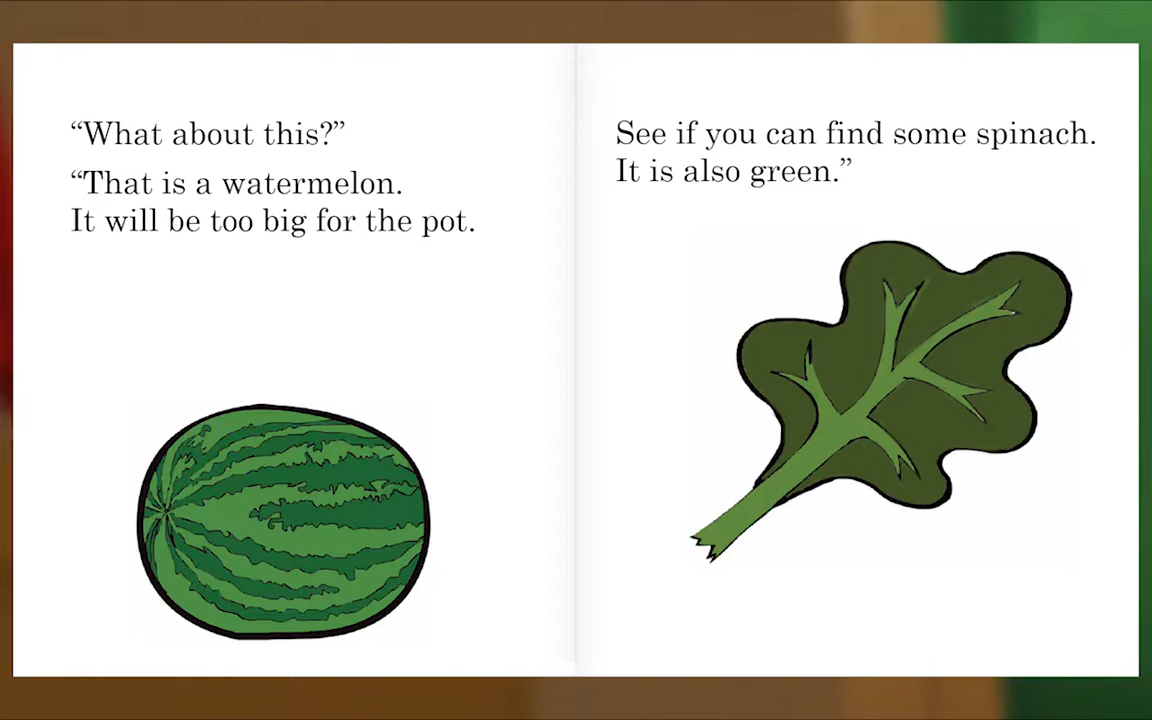 “What about this?”
“That is a watermelon.
It will be too big for the pot.
See if you can find some spinach.
It is also green.”